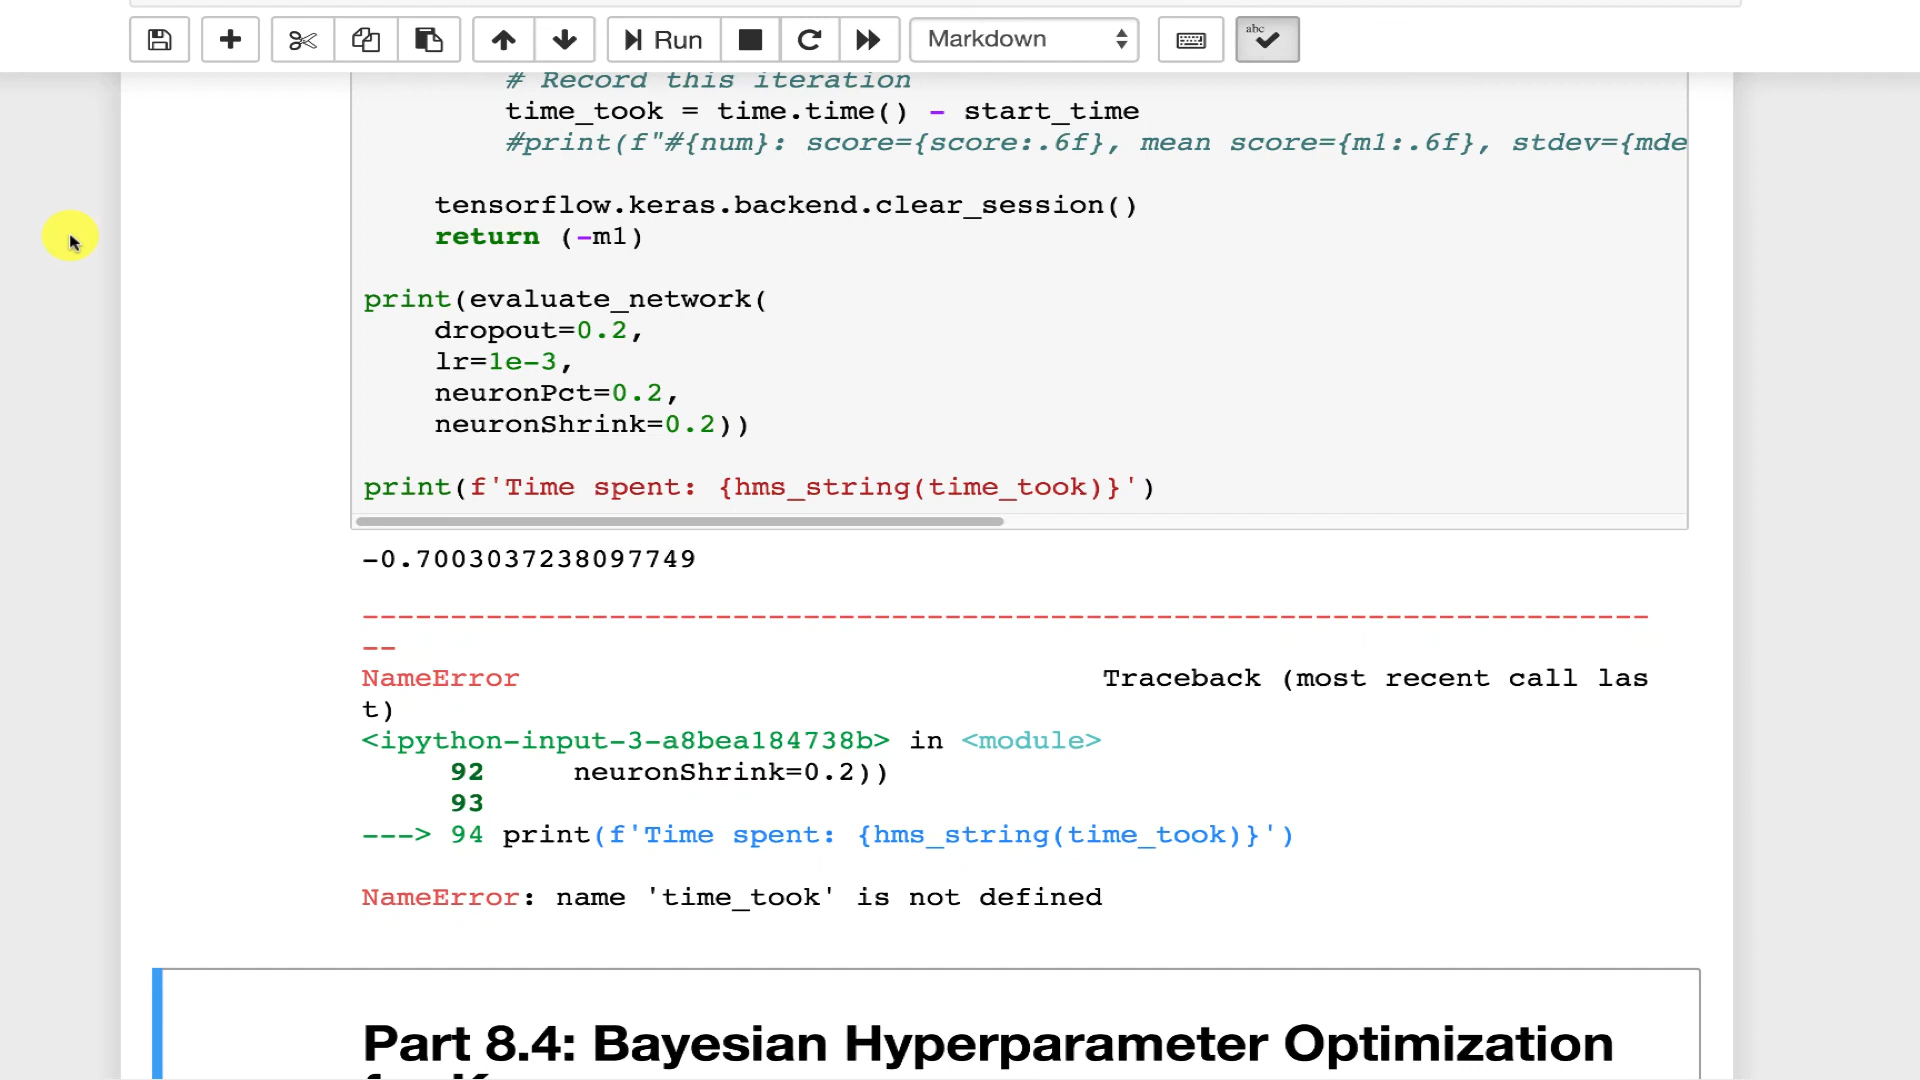 Run
Markdown
abc
# Record this iteration
time_took = time.time() - start_time
#print(f"#{num}: score={score:.6f}, mean score={m1:.6f}, stdev={mde
tensorflow.keras.backend.clear_session()
return (-m1)
print(evaluate_network(
dropout=0.2,
lr=1e-3,
neuronPct=0.2,
neuronShrink=0.2))
print(f'Time spent: {hms_string(time_took)}')
-0.7003037238097749
---------------------------------------------------------------------------
--
NameError Traceback (most recent call las
t)
<ipython-input-3-a8bea184738b> in <module>
92 neuronShrink=0.2))
93
---> 94 print(f'Time spent: {hms_string(time_took)}')
NameError: name 'time_took' is not defined
Part 8.4: Bayesian Hyperparameter Optimization